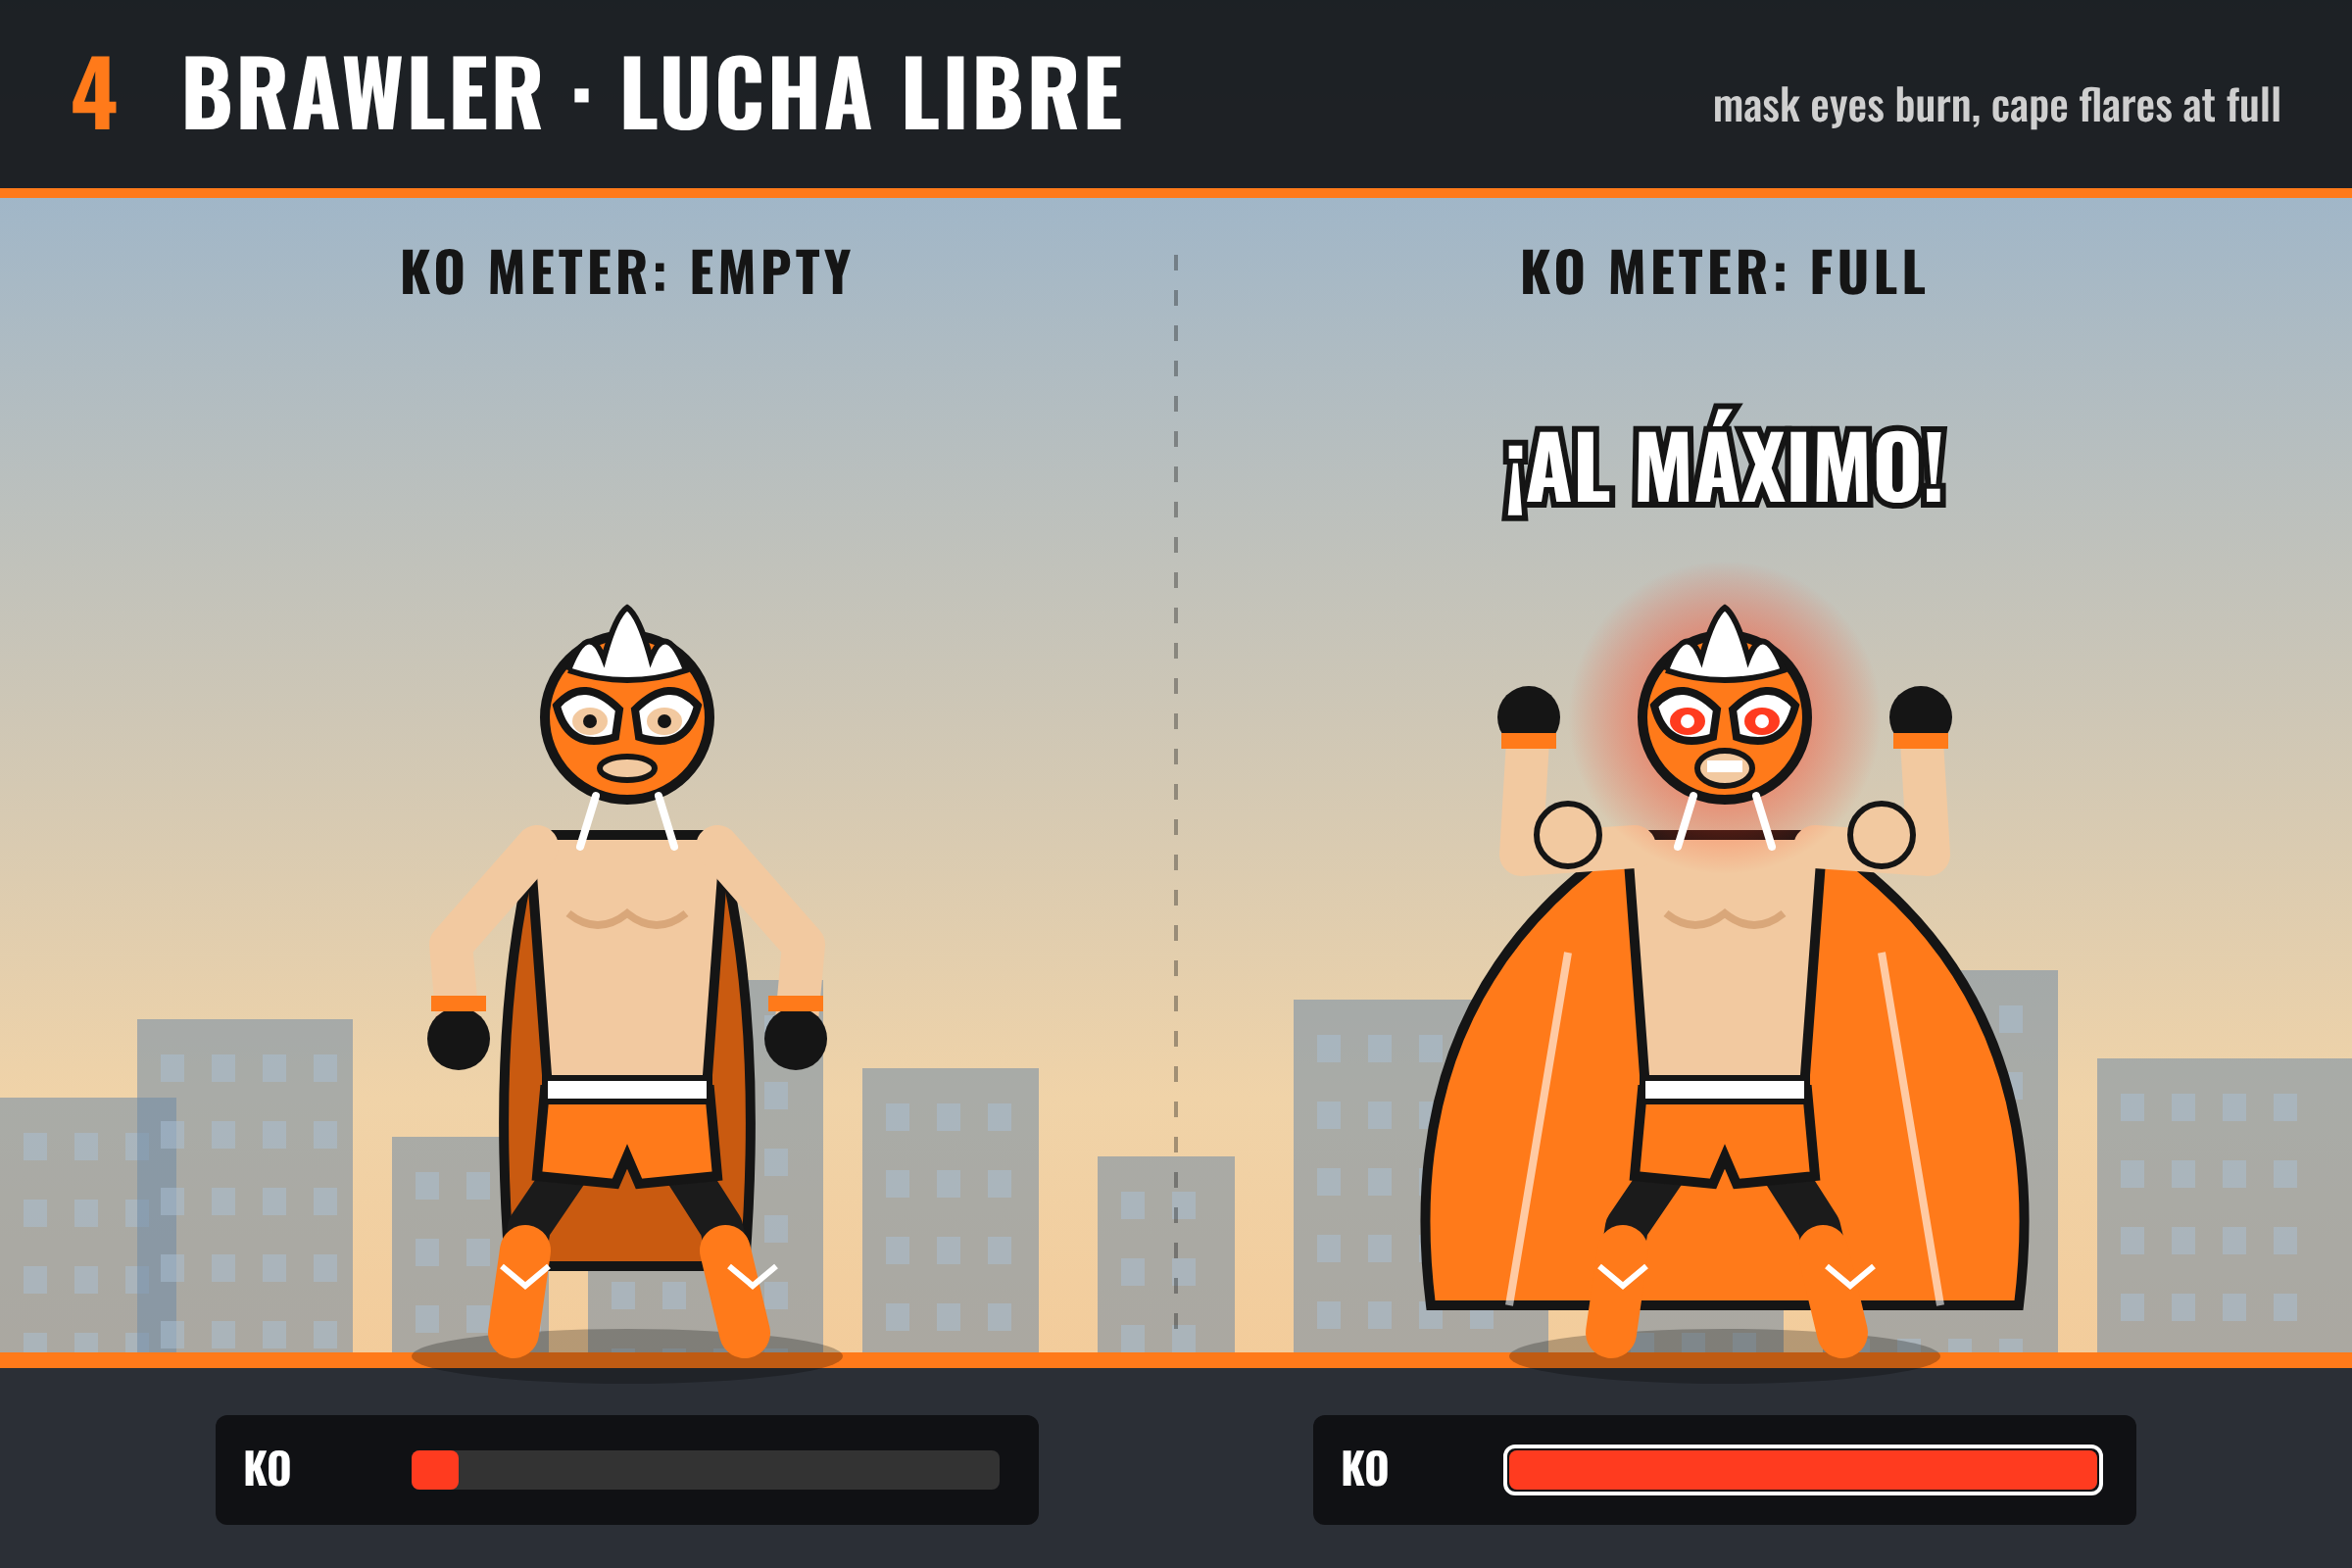 4 BRAWLER · LUCHA LIBRE
mask eyes burn, cape flares at full
KO METER: EMPTY
KO METER: FULL
¡AL MÁXIMO!
KO
KO